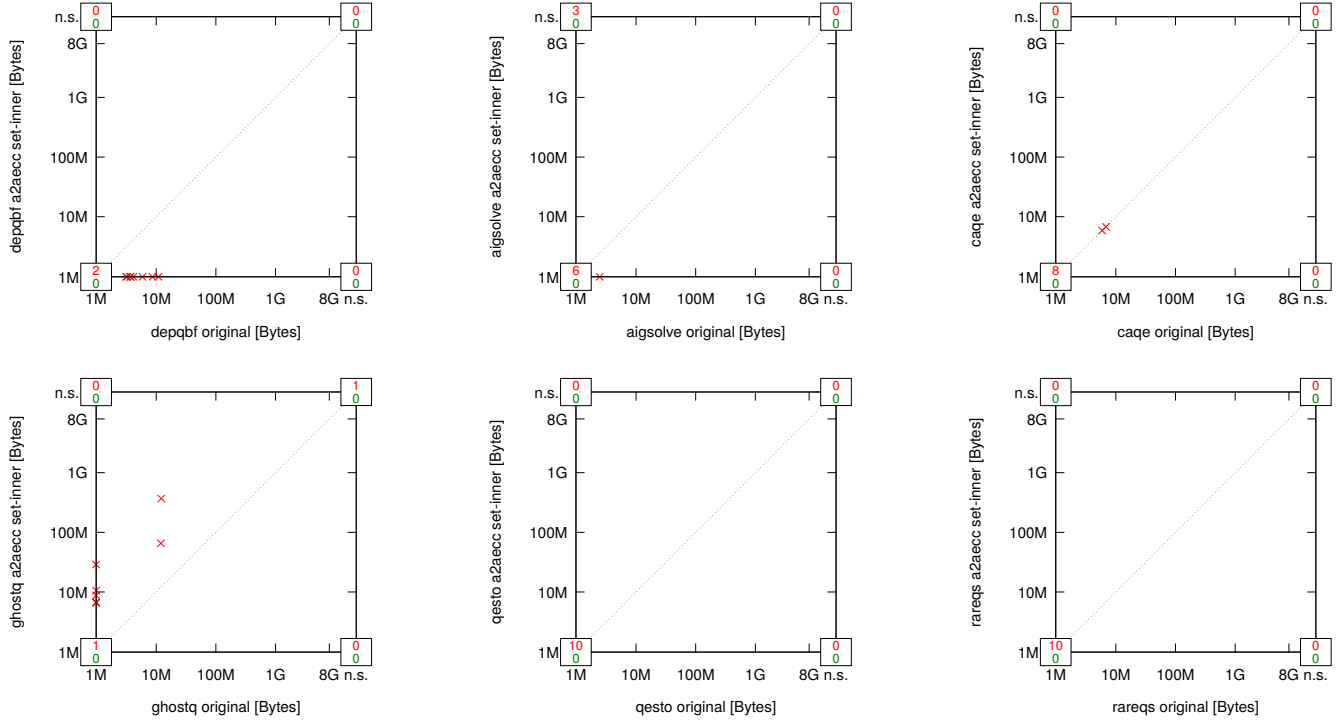 depqbf a2aecc set-inner [Bytes]
n.s.
8G
1G
100M
10M
1M
0
0
0
0
2
0
0
0
1M 10M 100M 1G 8G n.s.
depqbf original [Bytes]
aigsolve a2aecc set-inner [Bytes]
n.s.
8G
1G
100M
10M
1M
3
0
0
0
6
0
0
0
1M 10M 100M 1G 8G n.s.
aigsolve original [Bytes]
caqe a2aecc set-inner [Bytes]
n.s.
8G
1G
100M
10M
1M
0
0
0
0
8
0
0
0
1M 10M 100M 1G 8G n.s.
caqe original [Bytes]
ghostq a2aecc set-inner [Bytes]
n.s.
8G
1G
100M
10M
1M
0
0
1
0
1
0
0
0
1M 10M 100M 1G 8G n.s.
ghostq original [Bytes]
qesto a2aecc set-inner [Bytes]
n.s.
8G
1G
100M
10M
1M
0
0
0
0
10
0
0
0
1M 10M 100M 1G 8G n.s.
qesto original [Bytes]
rareqs a2aecc set-inner [Bytes]
n.s.
8G
1G
100M
10M
1M
0
0
0
0
10
0
0
0
1M 10M 100M 1G 8G n.s.
rareqs original [Bytes]